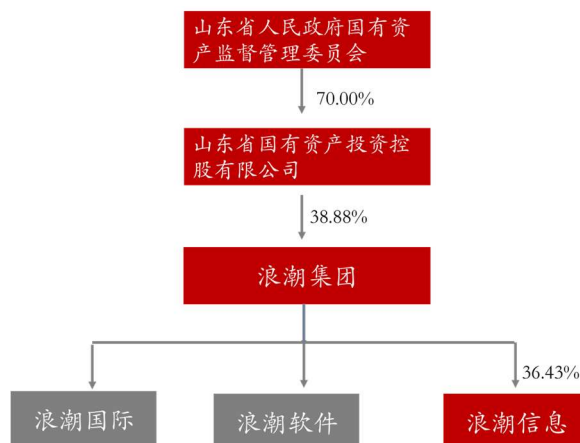 山东省人民政府国有资
产监督管理委员会
70.00%
山东省国有资产投资控
股有限公司
38.88%
浪潮集团
36.43%
浪潮国际
浪潮软件
浪潮信息